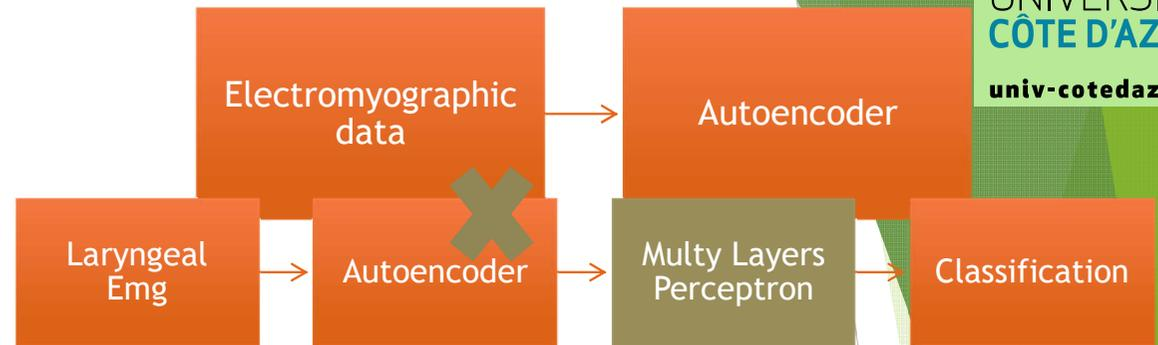 CÔTE D'AZ
univ-cotedaz
Electromyographic
data
Autoencoder
Laryngeal
Emg
Autoencoder
Multy Layers
Perceptron
Classification